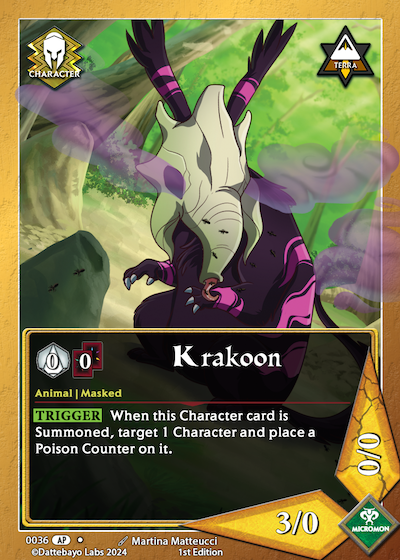 CHARACTER
TERRA
0
0
Krakoon
Animal | Masked
TRIGGER When this Character card is
Summoned, target 1 Character and place a
Poison Counter on it.
0/0
3/0
MICROMON
0036 AP Martina Matteucci
©Dattebayo Labs 2024 1st Edition